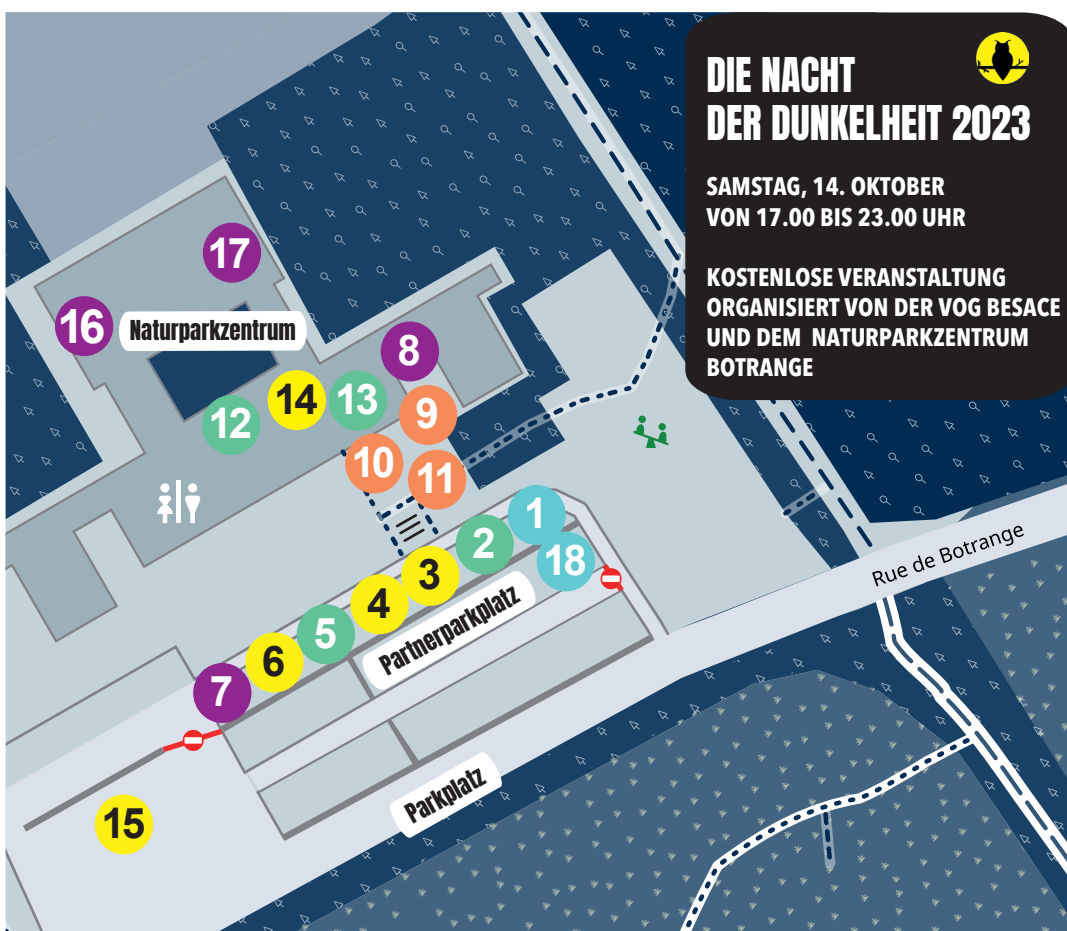 DIE NACHT
DER DUNKELHEIT 2023
SAMSTAG, 14. OKTOBER
VON 17.00 BIS 23.00 UHR
KOSTENLOSE VERANSTALTUNG
ORGANISIERT VON DER VOG BESACE
UND DEM NATURPARKZENTRUM
BOTRANGE
17
16
Naturparkzentrum
8
14
13
12
9
10
11
1
2
18
3
4
5
6
7
Partnerparkplatz
Rue de Botrange
Parkplatz
15